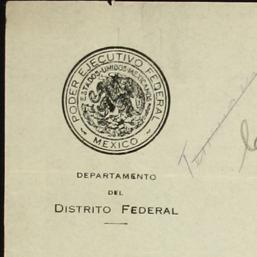 PODER EJECUTIVO FEDERAL
ESTADOS UNIDOS MEXICANOS
MEXICO
DEPARTAMENTO
DEL
DISTRITO FEDERAL